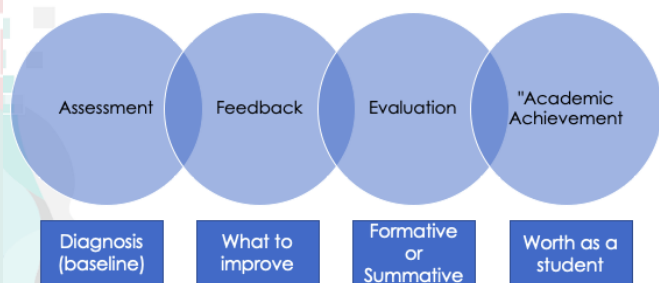 Assessment
Feedback
Evaluation
"Academic
Achievement
Diagnosis
(baseline)
What to
improve
Formative
or
Summative
Worth as a
student